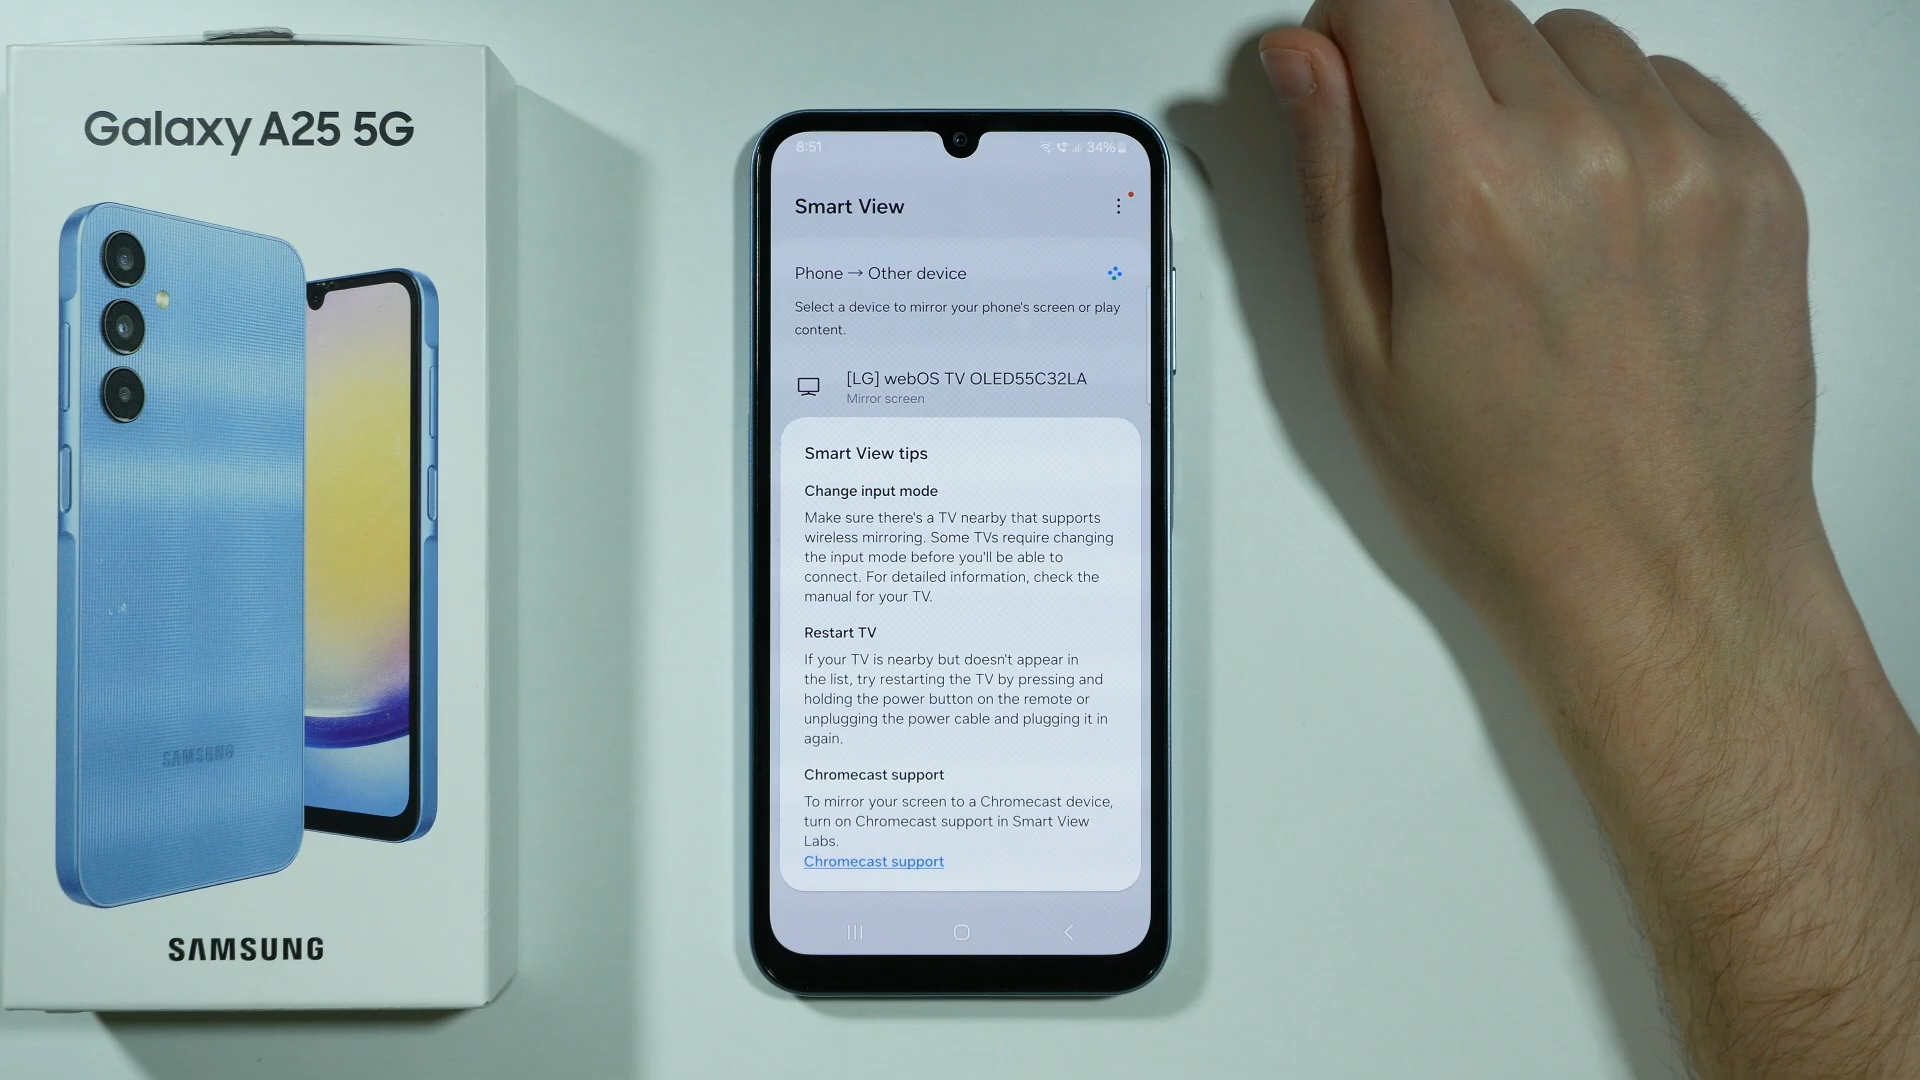 Galaxy A25 5G
SAMSUNG
SAMSUNG
8:51
34%
Smart View
Phone → Other device
Select a device to mirror your phone's screen or play
content.
[LG] webOS TV OLED55C32LA
Mirror screen
Smart View tips
Change input mode
Make sure there's a TV nearby that supports
wireless mirroring. Some TVs require changing
the input mode before you'll be able to
connect. For detailed information, check the
manual for your TV.
Restart TV
If your TV is nearby but doesn't appear in
the list, try restarting the TV by pressing and
holding the power button on the remote or
unplugging the power cable and plugging it in
again.
Chromecast support
To mirror your screen to a Chromecast device,
turn on Chromecast support in Smart View
Labs.
Chromecast support